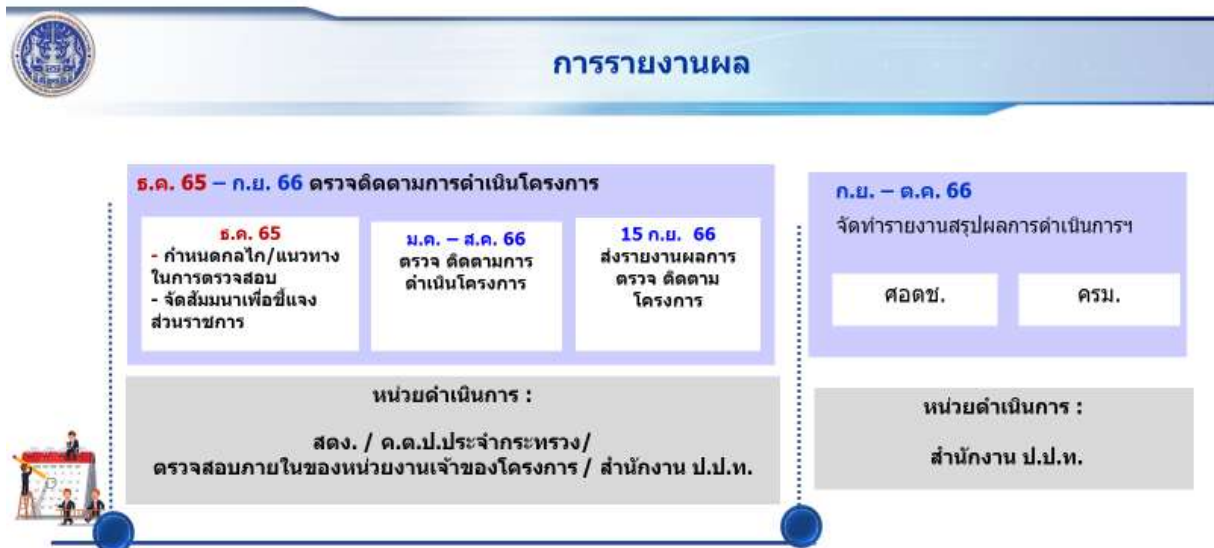 การรายงานผล
ธ.ค. 65 – ก.ย. 66 ตรวจติดตามการดำเนินโครงการ
ธ.ค. 65
- กำหนดกลไก/แนวทาง
ในการตรวจสอบ
- จัดสัมมนาเพื่อชี้แจง
ส่วนราชการ
ม.ค. – ส.ค. 66
ตรวจ ติดตามการ
ดำเนินโครงการ
15 ก.ย. 66
ส่งรายงานผลการ
ตรวจ ติดตาม
โครงการ
หน่วยดำเนินการ :
สตง. / ค.ต.ป.ประจำกระทรวง/
ตรวจสอบภายในของหน่วยงานเจ้าของโครงการ / สำนักงาน ป.ป.ท.
ก.ย. – ต.ค. 66
จัดทำรายงานสรุปผลการดำเนินการฯ
ศอตช.
ครม.
หน่วยดำเนินการ :
สำนักงาน ป.ป.ท.